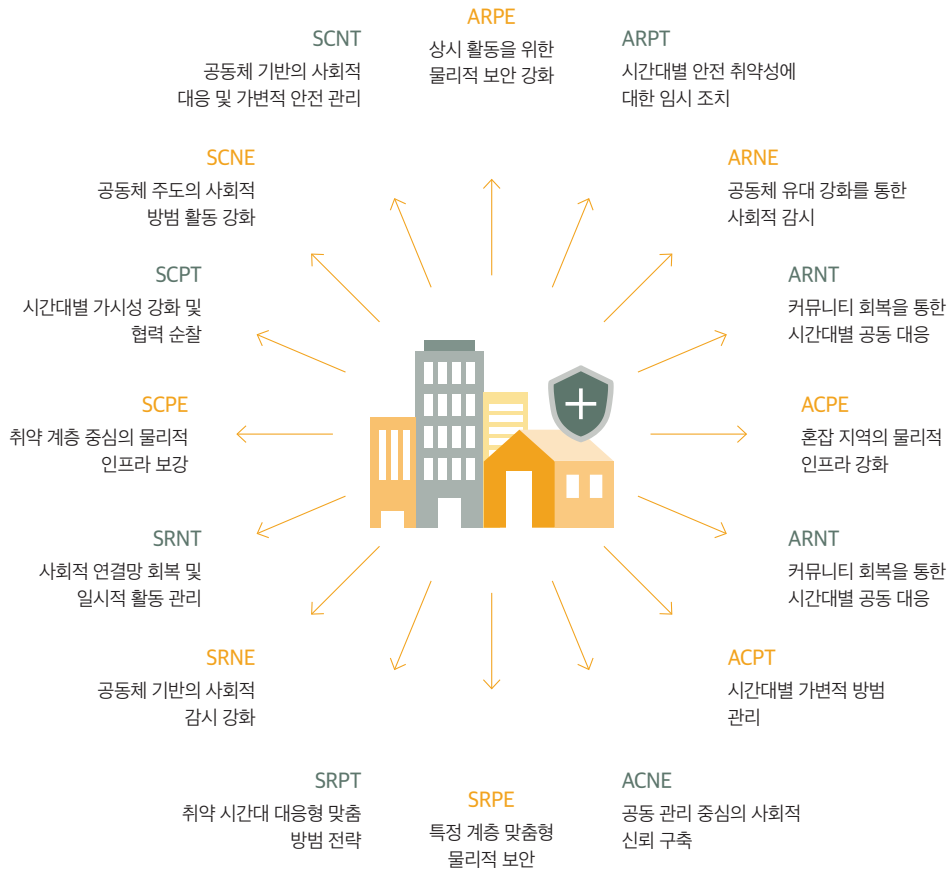 ARPE
상시 활동을 위한
물리적 보안 강화
ARPT
시간대별 안전 취약성에
대한 임시 조치
ARNE
공동체 유대 강화를 통한
사회적 감시
ARNT
커뮤니티 회복을 통한
시간대별 공동 대응
ACPE
혼잡 지역의 물리적
인프라 강화
ARNT
커뮤니티 회복을 통한
시간대별 공동 대응
ACPT
시간대별 가변적 방범
관리
ACNE
공동 관리 중심의 사회적
신뢰 구축
SRPE
특정 계층 맞춤형
물리적 보안
SRPT
취약 시간대 대응형 맞춤
방범 전략
SRNE
공동체 기반의 사회적
감시 강화
SRNT
사회적 연결망 회복 및
일시적 활동 관리
SCPE
취약 계층 중심의 물리적
인프라 보강
SCPT
시간대별 가시성 강화 및
협력 순찰
SCNE
공동체 주도의 사회적
방범 활동 강화
SCNT
공동체 기반의 사회적
대응 및 가변적 안전 관리